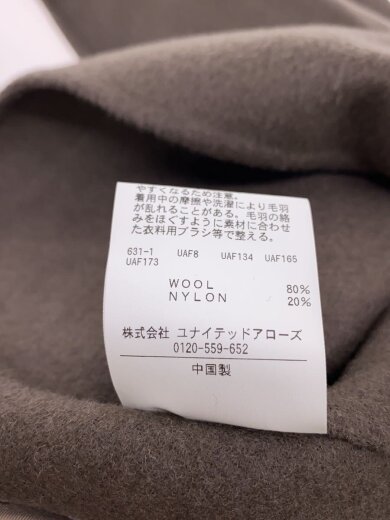 やすくなるため注意。
着用中の摩擦や洗濯により毛羽
が乱れることがある。毛羽の絡
みをほぐすように素材に合わせ
た衣料用ブラシ等で整える。
631-1 UAF8 UAF134 UAF165
UAF173
WOOL 80%
NYLON 20%
株式会社 ユナイテッドアローズ
0120-559-652
中国製